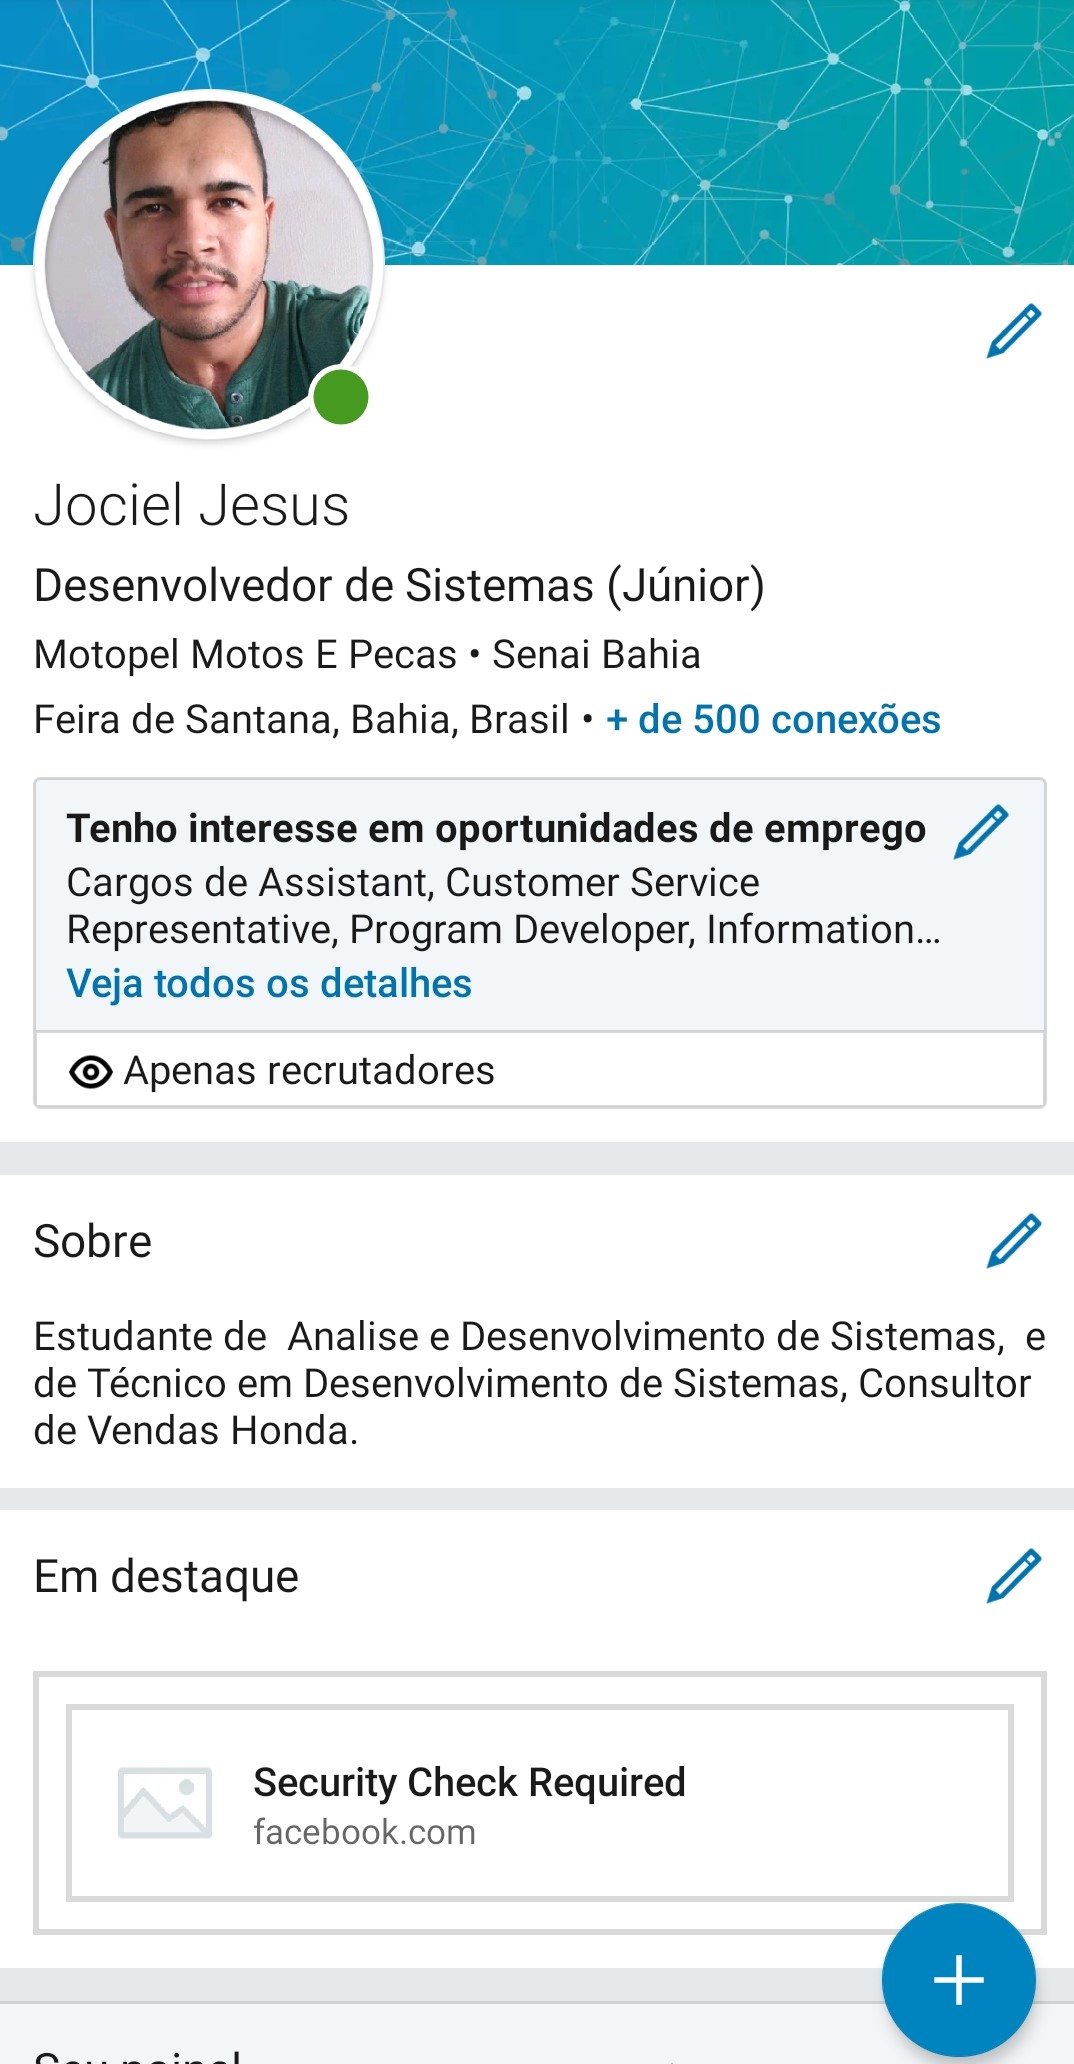 Jociel Jesus
Desenvolvedor de Sistemas (Júnior)
Motopel Motos E Pecas • Senai Bahia
Feira de Santana, Bahia, Brasil • + de 500 conexões
Tenho interesse em oportunidades de emprego
Cargos de Assistant, Customer Service
Representative, Program Developer, Information...
Veja todos os detalhes
Apenas recrutadores
Sobre
Estudante de  Analise e Desenvolvimento de Sistemas,  e
de Técnico em Desenvolvimento de Sistemas, Consultor
de Vendas Honda.
Em destaque
Security Check Required
facebook.com
Seu painel